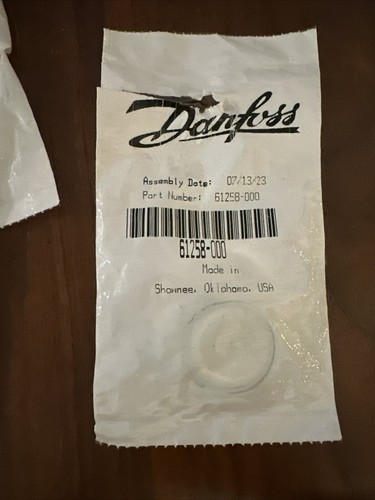 Danfoss
Assembly Date: 07/13/23
Part Number: 61258-000
61258-000
Made in
Shawnee, Oklahoma, USA